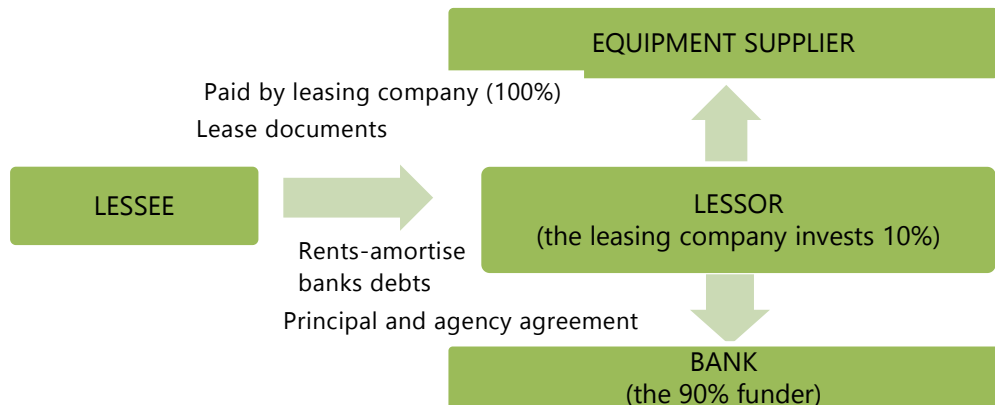 EQUIPMENT SUPPLIER
Paid by leasing company (100%)
Lease documents
LESSEE
LESSOR
(the leasing company invests 10%)
Rents-amortise
banks debts
Principal and agency agreement
BANK
(the 90% funder)